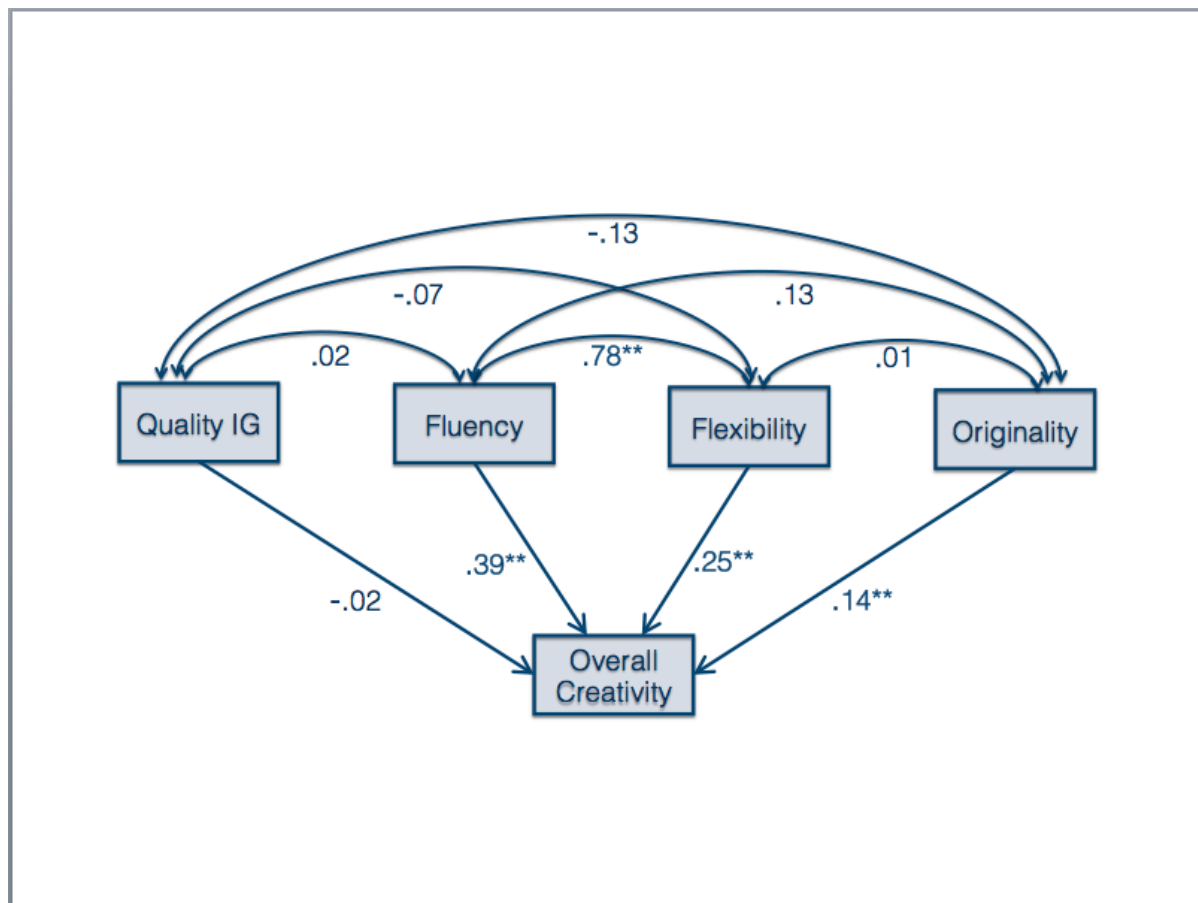 -.13
-.07
.13
.02
.78**
.01
Quality IG
Fluency
Flexibility
Originality
.39**
.25**
-.02
.14**
Overall
Creativity